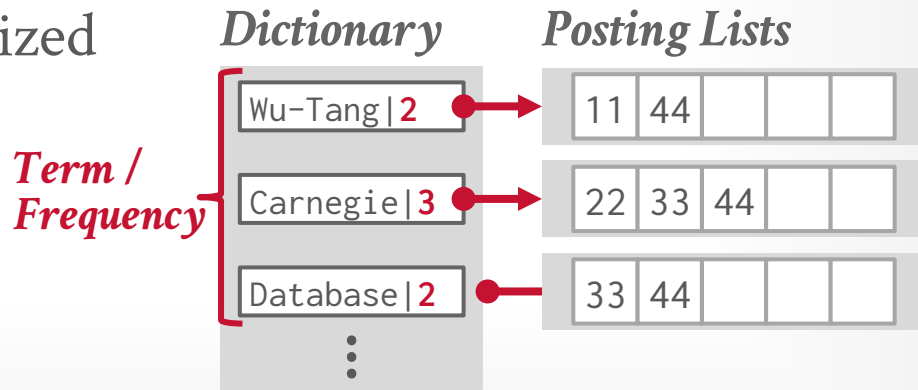 ized
Dictionary
Posting Lists
Term /
Frequency
Wu-Tang|2
11 44
Carnegie|3
22 33 44
Database|2
33 44